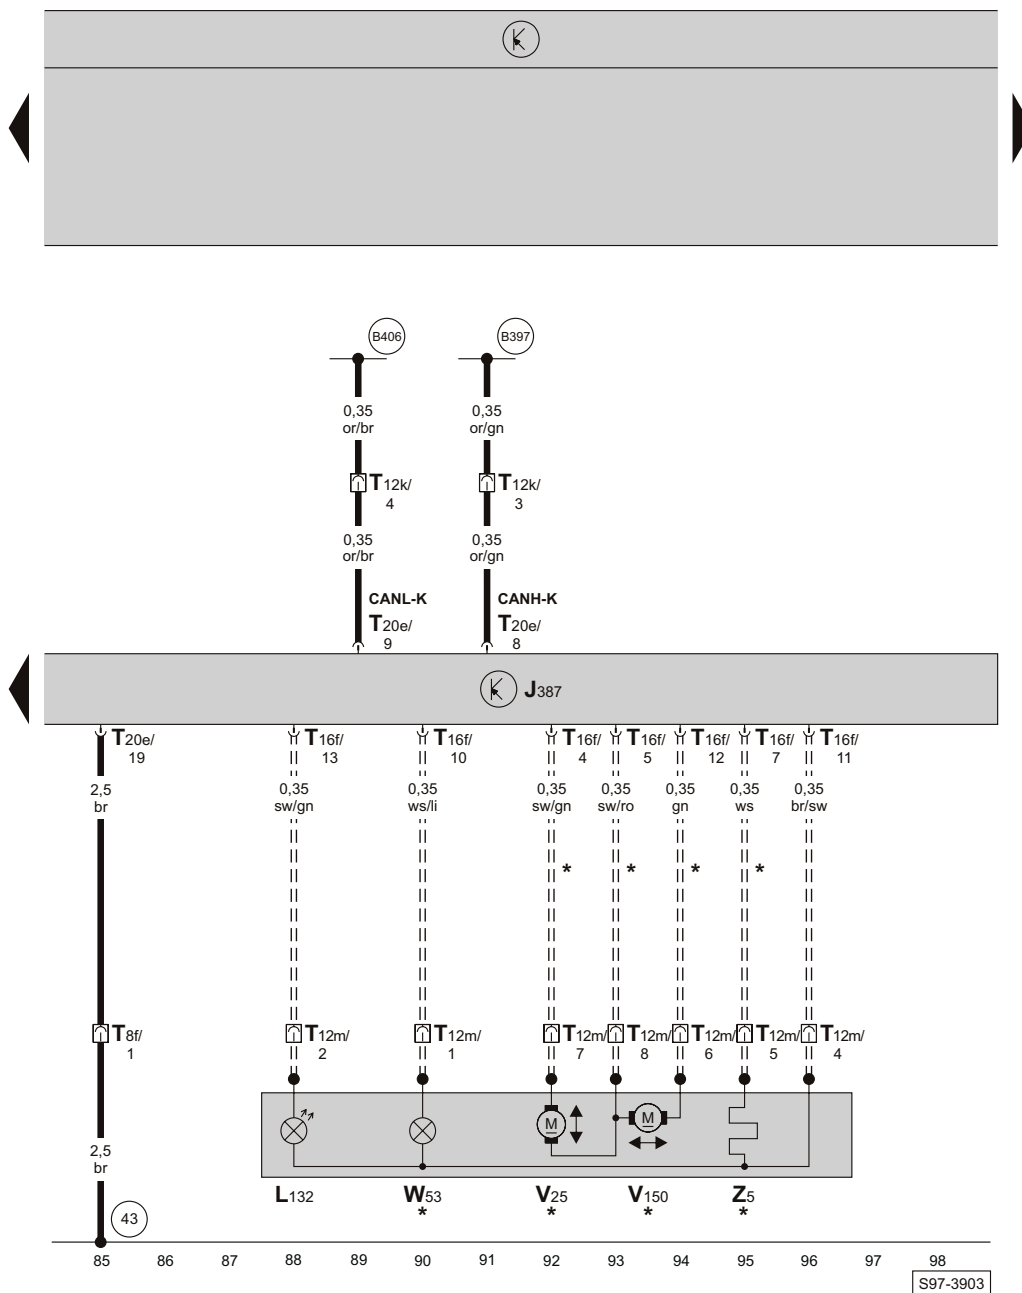 B406 B397
0,35 0,35
or/br or/gn
T12k/ T12k/
4 3
0,35 0,35
or/br or/gn
CANL-K CANH-K
T20e/ T20e/
9 8
J387
T20e/ T16f/ T16f/ T16f/ T16f/ T16f/ T16f/ T16f/
19 13 10 4 5 12 7 11
2,5 0,35 0,35 0,35 0,35 0,35 0,35 0,35
br sw/gn ws/li sw/gn sw/ro gn ws br/sw
* * * *
T8f/ T12m/ T12m/ T12m/ T12m/ T12m/ T12m/ T12m/
1 2 1 7 8 6 5 4
M M
2,5
br
L132 W53 V25 V150 Z5
* * * *
43
85 86 87 88 89 90 91 92 93 94 95 96 97 98
S97-3903